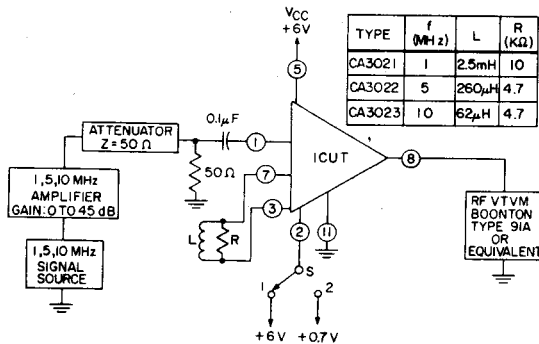 VCC
+6V
5
TYPE f (MHz) L R (KΩ)
CA3021 1 2.5mH 10
CA3022 5 260μH 4.7
CA3023 10 62μH 4.7
ATTENUATOR
Z = 50 Ω
0.1μF
1
ICUT
8
50Ω
7
3
2
11
L
R
1,5,10 MHz
AMPLIFIER
GAIN: 0 TO 45 dB
1,5,10 MHz
SIGNAL
SOURCE
RF VTVM
BOONTON
TYPE 91A
OR
EQUIVALENT
S
1
2
+6V
+0.7V